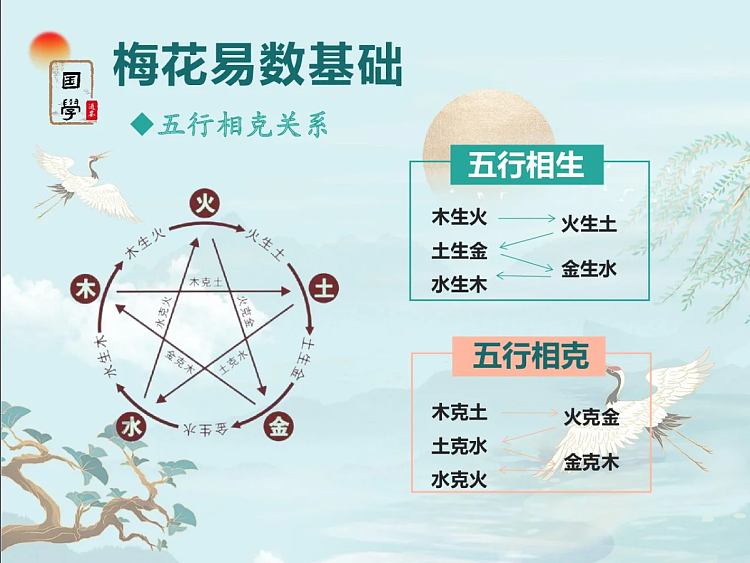 国學
梅花易数基础
五行相克关系
火
木生火
火生土
木
木克土
土
水克火
火克金
水生木
金克木
土克水
土生金
水
金生水
金
五行相生
木生火
火生土
土生金
金生水
水生木
五行相克
木克土
火克金
土克水
金克木
水克火